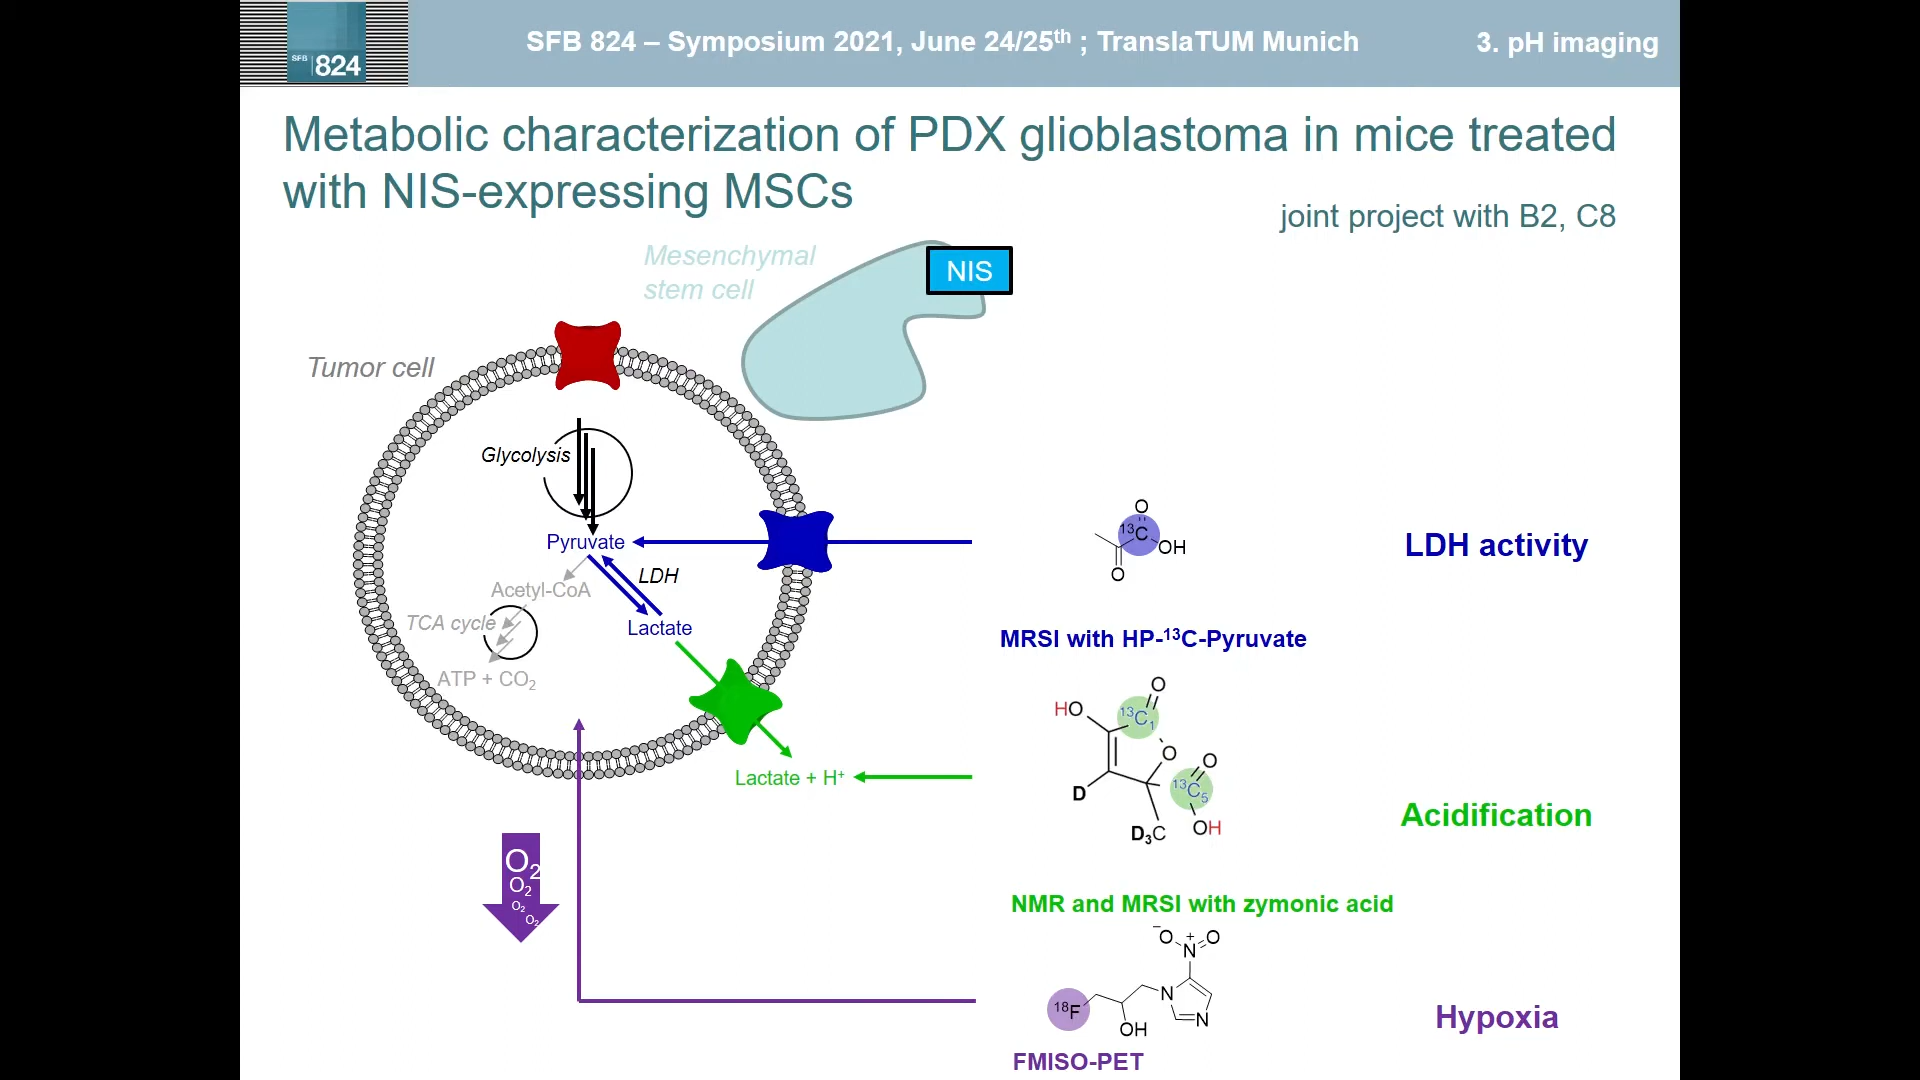 SFB 824
SFB 824 – Symposium 2021, June 24/25th ; TranslaTUM Munich
3. pH imaging
Metabolic characterization of PDX glioblastoma in mice treated
with NIS-expressing MSCs
joint project with B2, C8
Mesenchymal
stem cell
NIS
Tumor cell
Glycolysis
Pyruvate
LDH
Acetyl-CoA
TCA cycle
Lactate
ATP + CO2
Lactate + H+
O2
O2
O2
O2
O
13C
OH
O
LDH activity
MRSI with HP-13C-Pyruvate
O
HO
13C1
O
O
13C5
D
OH
D3C
Acidification
NMR and MRSI with zymonic acid
−O
+
N
O
N
18F
N
OH
Hypoxia
FMISO-PET